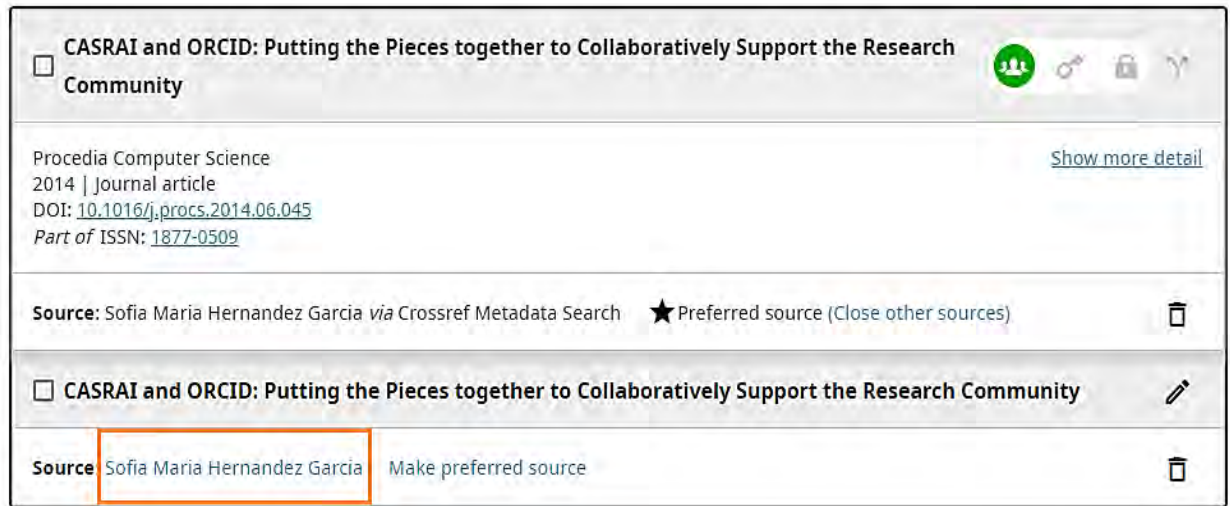 CASRAI and ORCID: Putting the Pieces together to Collaboratively Support the Research
Community
Procedia Computer Science
Show more detail
2014 | Journal article
DOI: 10.1016/j.procs.2014.06.045
Part of ISSN: 1877-0509
Source: Sofia Maria Hernandez Garcia via Crossref Metadata Search ★ Preferred source (Close other sources)
CASRAI and ORCID: Putting the Pieces together to Collaboratively Support the Research Community
Source: Sofia Maria Hernandez Garcia Make preferred source